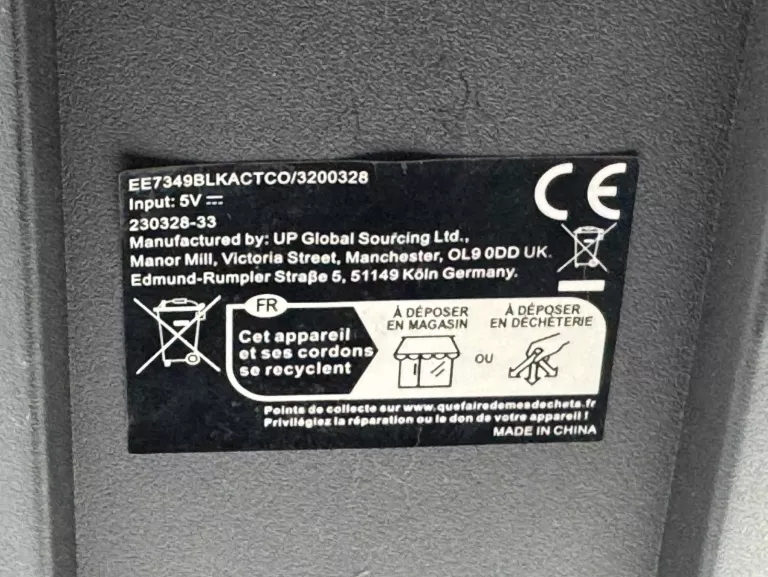 EE7349BLKACTCO/3200328
Input: 5V ⎓
230328-33
Manufactured by: UP Global Sourcing Ltd.,
Manor Mill, Victoria Street, Manchester, OL9 0DD UK.
Edmund-Rumpler Straße 5, 51149 Köln Germany.
CE
FR
Cet appareil
et ses cordons
se recyclent
À DÉPOSER
EN MAGASIN
OU
À DÉPOSER
EN DÉCHÈTERIE
Points de collecte sur www.quefairedemesdechets.fr
Privilégiez la réparation ou le don de votre appareil !
MADE IN CHINA